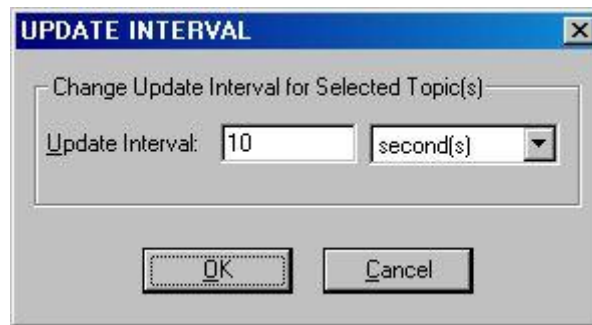 UPDATE INTERVAL
Change Update Interval for Selected Topic(s)
Update Interval: 10 second(s)
OK Cancel